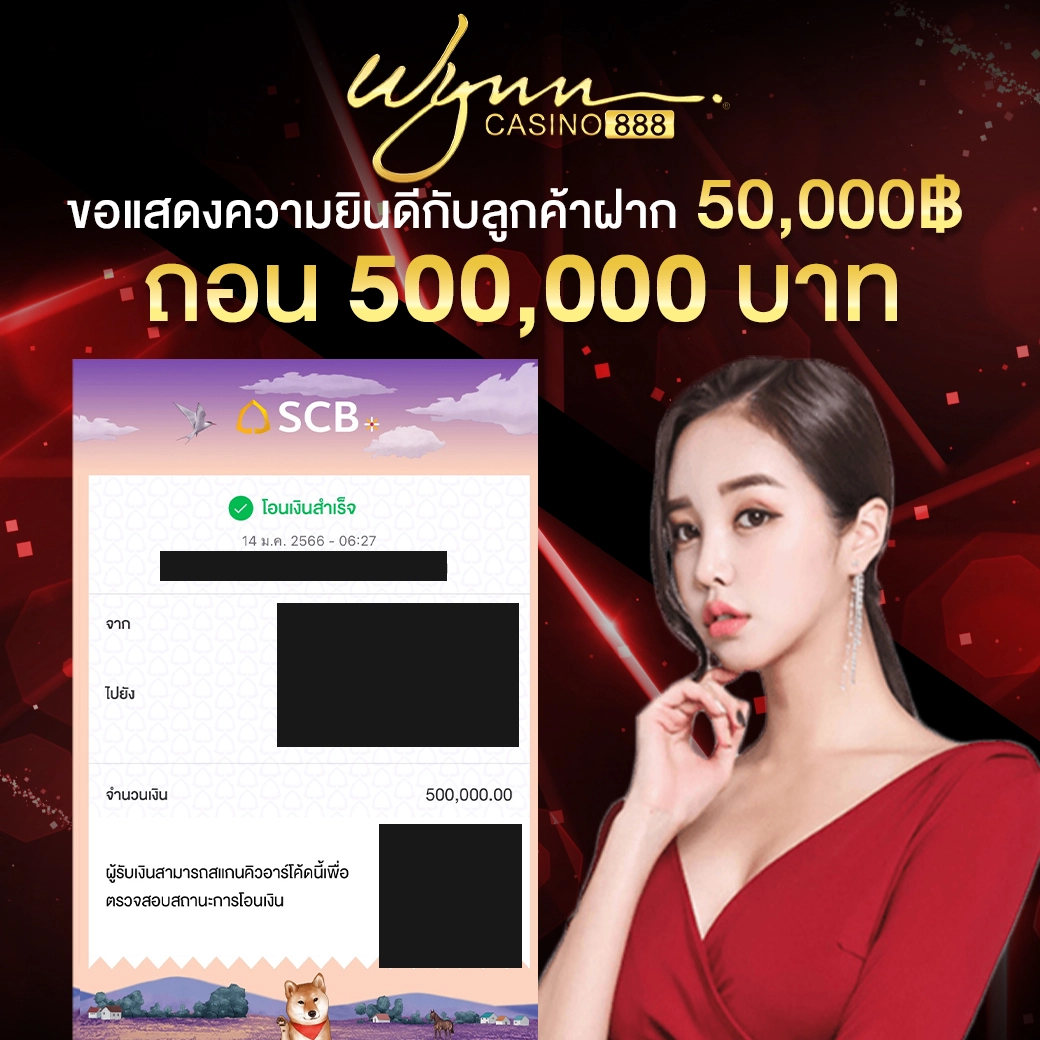 Wynn
CASINO 888
ขอแสดงความยินดีกับลูกค้าฝาก 50,000฿
ถอน 500,000 บาท
SCB+
โอนเงินสำเร็จ
14 ม.ค. 2566 - 06:27
จาก
ไปยัง
จำนวนเงิน 500,000.00
ผู้รับเงินสามารถสแกนคิวอาร์โค้ดนี้เพื่อ
ตรวจสอบสถานะการโอนเงิน